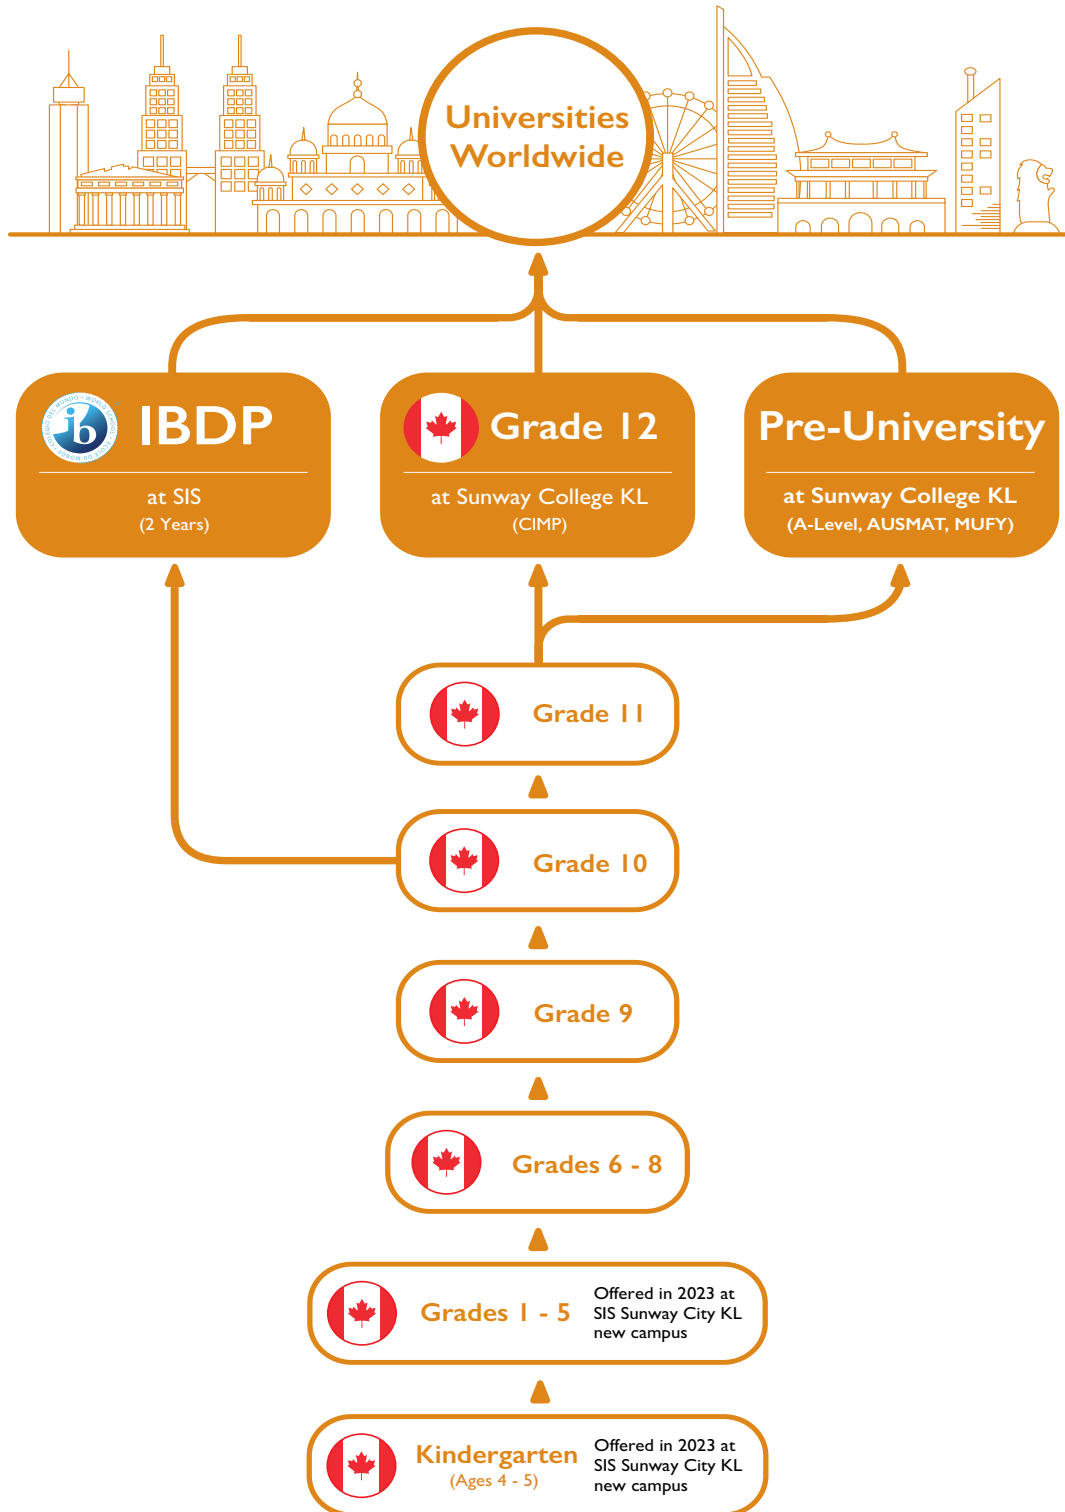 Universities
Worldwide
ib
IBDP
at SIS
(2 Years)
Grade 12
at Sunway College KL
(CIMP)
Pre-University
at Sunway College KL
(A-Level, AUSMAT, MUFY)
Grade 11
Grade 10
Grade 9
Grades 6 - 8
Grades 1 - 5
Offered in 2023 at
SIS Sunway City KL
new campus
Kindergarten
(Ages 4 - 5)
Offered in 2023 at
SIS Sunway City KL
new campus